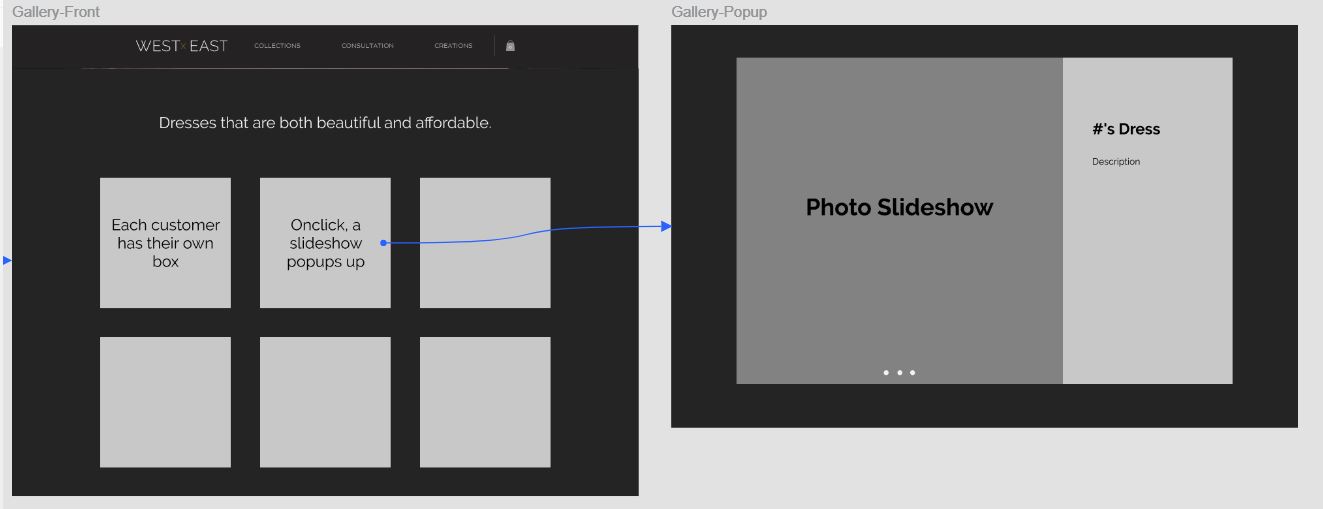 Gallery-Front
WEST x EAST
COLLECTIONS
CONSULTATION
CREATIONS
0
Dresses that are both beautiful and affordable.
Each customer
has their own
box
Onclick, a
slideshow
popups up
Gallery-Popup
Photo Slideshow
#'s Dress
Description